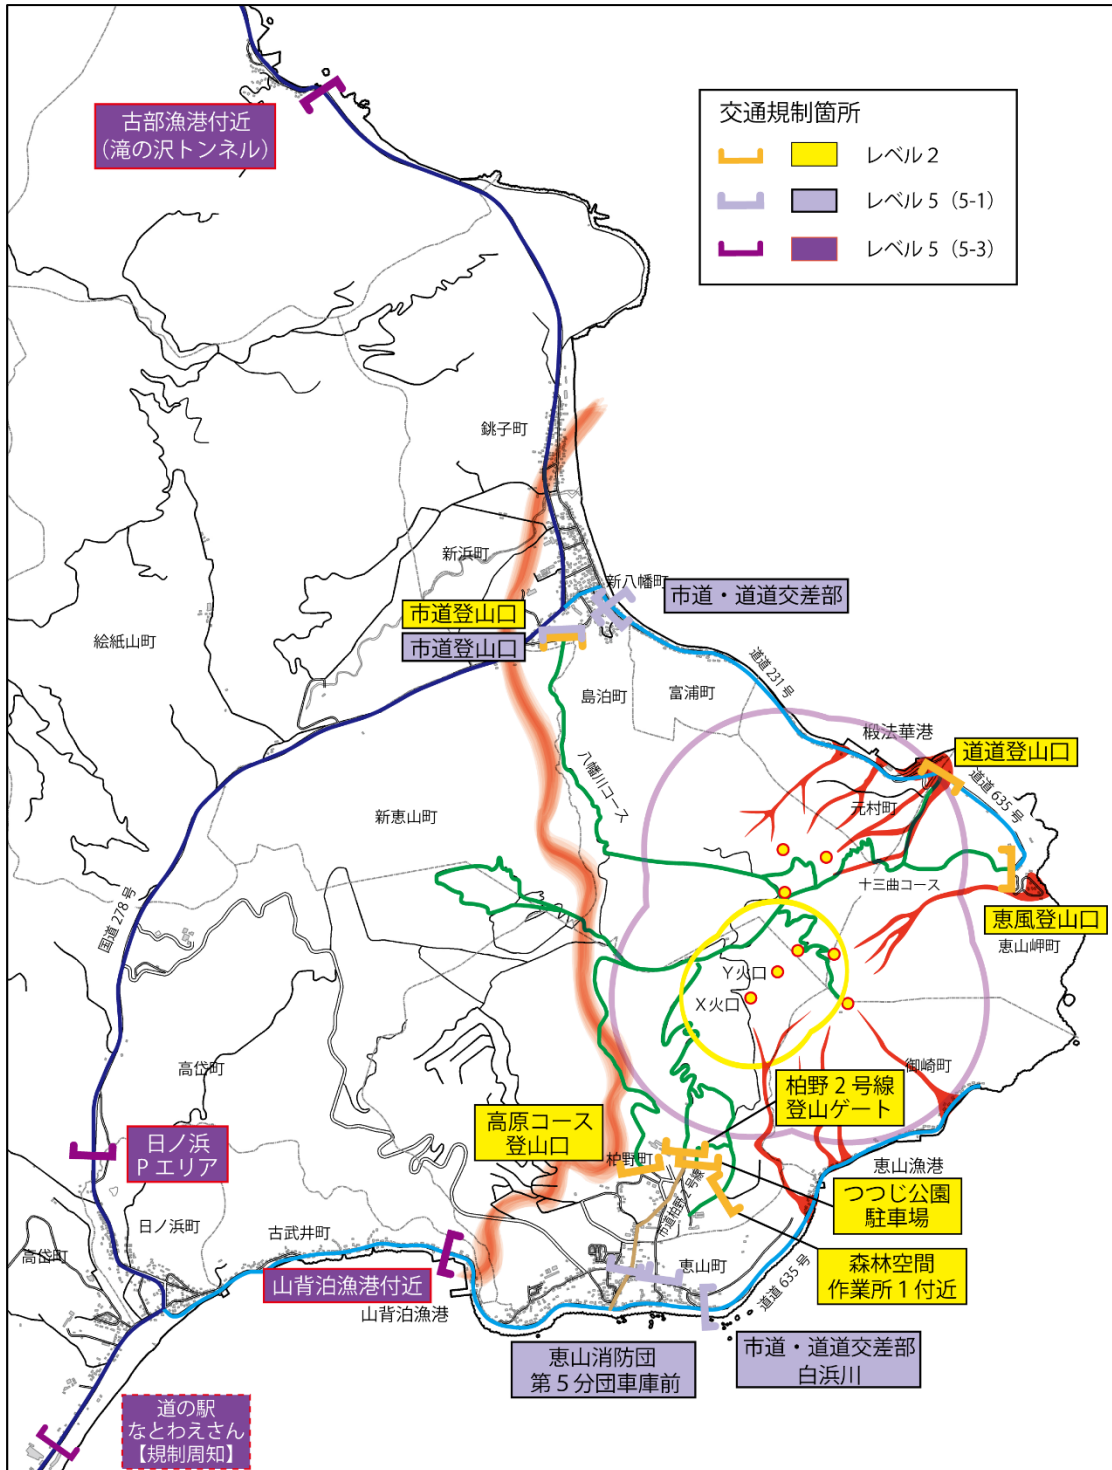 古部漁港付近
（滝の沢トンネル）
交通規制箇所
レベル２
レベル５（5-1）
レベル５（5-3）
銚子町
新浜町
新八幡町
市道・道道交差部
市道登山口
市道登山口
絵紙山町
島泊町
富浦町
道道 231 号
椴法華港
道道登山口
道道 635 号
八幡川コース
新恵山町
元村町
十三曲コース
恵風登山口
恵山岬町
国道 278 号
Ｙ火口
Ｘ火口
御崎町
高岱町
柏野２号線
登山ゲート
高原コース
登山口
日ノ浜
Ｐエリア
柏野町
恵山漁港
つつじ公園
駐車場
市道柏野２号線
日ノ浜町
古武井町
高岱町
恵山町
森林空間
作業所１付近
道道 635 号
山背泊漁港付近
山背泊漁港
恵山消防団
第５分団車庫前
市道・道道交差部
白浜川
道の駅
なとわえさん
【規制周知】